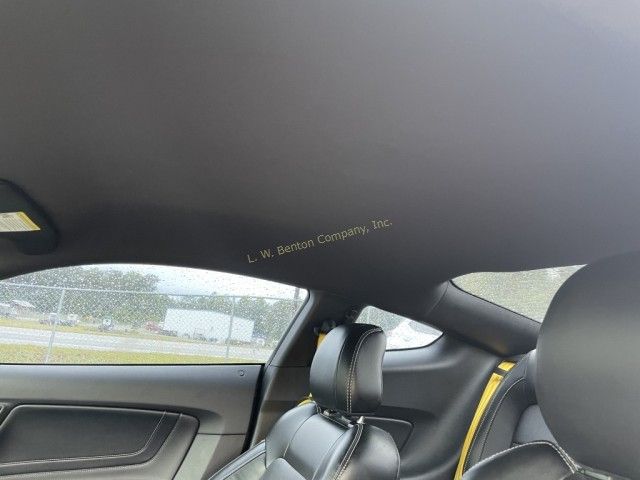 L. W. Benton Company, Inc.